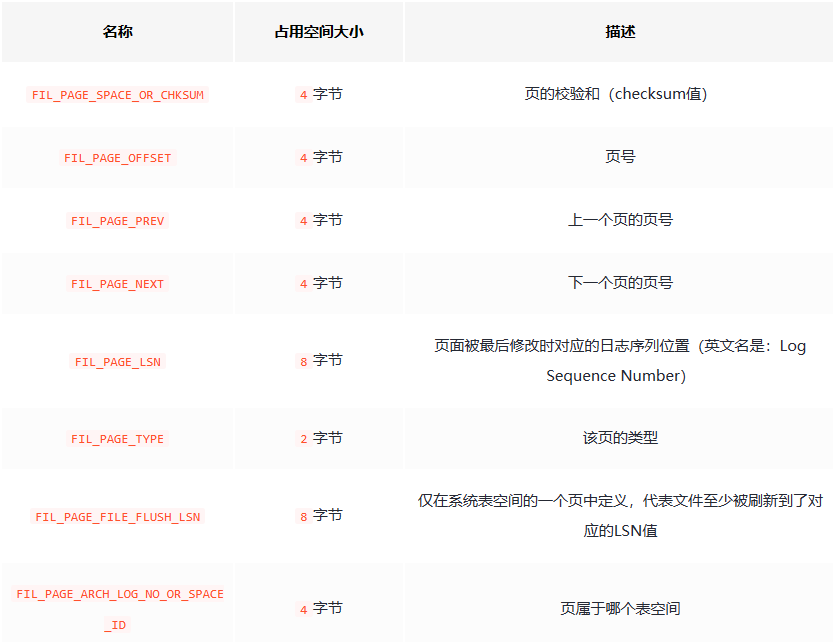 名称 占用空间大小 描述
FIL_PAGE_SPACE_OR_CHKSUM 4 字节 页的校验和（checksum值）
FIL_PAGE_OFFSET 4 字节 页号
FIL_PAGE_PREV 4 字节 上一个页的页号
FIL_PAGE_NEXT 4 字节 下一个页的页号
FIL_PAGE_LSN 8 字节 页面被最后修改时对应的日志序列位置（英文名是：Log
Sequence Number）
FIL_PAGE_TYPE 2 字节 该页的类型
FIL_PAGE_FILE_FLUSH_LSN 8 字节 仅在系统表空间的一个页中定义，代表文件至少被刷新到了对
应的LSN值
FIL_PAGE_ARCH_LOG_NO_OR_SPACE
_ID 4 字节 页属于哪个表空间